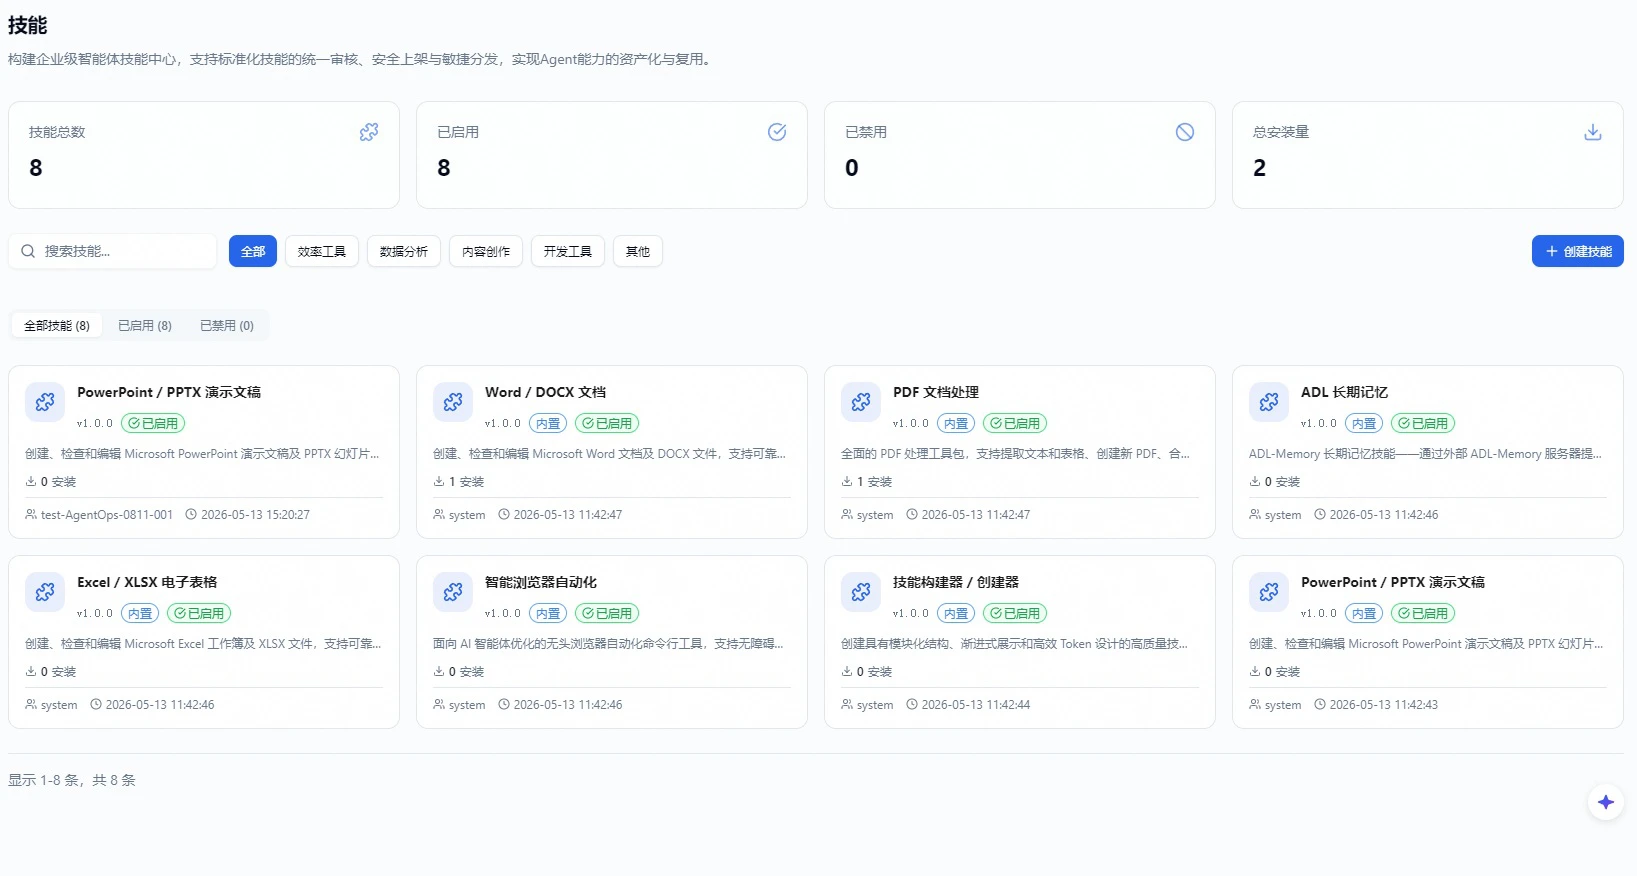 技能
构建企业级智能体技能中心，支持标准化技能的统一审核、安全上架与敏捷分发，实现Agent能力的资产化与复用。
技能总数
8
已启用
8
已禁用
0
总安装量
2
搜索技能...
全部
效率工具
数据分析
内容创作
开发工具
其他
创建技能
全部技能 (8)
已启用 (8)
已禁用 (0)
PowerPoint / PPTX 演示文稿
v1.0.0 已启用
创建、检查和编辑 Microsoft PowerPoint 演示文稿及 PPTX 幻灯片...
0 安装
test-AgentOps-0811-001 2026-05-13 15:20:27
Word / DOCX 文档
v1.0.0 内置 已启用
创建、检查和编辑 Microsoft Word 文档及 DOCX 文件，支持可靠...
1 安装
system 2026-05-13 11:42:47
PDF 文档处理
v1.0.0 内置 已启用
全面的 PDF 处理工具包，支持提取文本和表格、创建新 PDF、合...
1 安装
system 2026-05-13 11:42:47
ADL 长期记忆
v1.0.0 内置 已启用
ADL-Memory 长期记忆技能——通过外部 ADL-Memory 服务器提...
0 安装
system 2026-05-13 11:42:46
Excel / XLSX 电子表格
v1.0.0 内置 已启用
创建、检查和编辑 Microsoft Excel 工作簿及 XLSX 文件，支持可靠...
0 安装
system 2026-05-13 11:42:46
智能浏览器自动化
v1.0.0 内置 已启用
面向 AI 智能体优化的无头浏览器自动化命令行工具，支持无障碍...
0 安装
system 2026-05-13 11:42:46
技能构建器 / 创建器
v1.0.0 内置 已启用
创建具有模块化结构、渐进式展示和高效 Token 设计的高质量技...
0 安装
system 2026-05-13 11:42:44
PowerPoint / PPTX 演示文稿
v1.0.0 内置 已启用
创建、检查和编辑 Microsoft PowerPoint 演示文稿及 PPTX 幻灯片...
0 安装
system 2026-05-13 11:42:43
显示 1-8 条，共 8 条